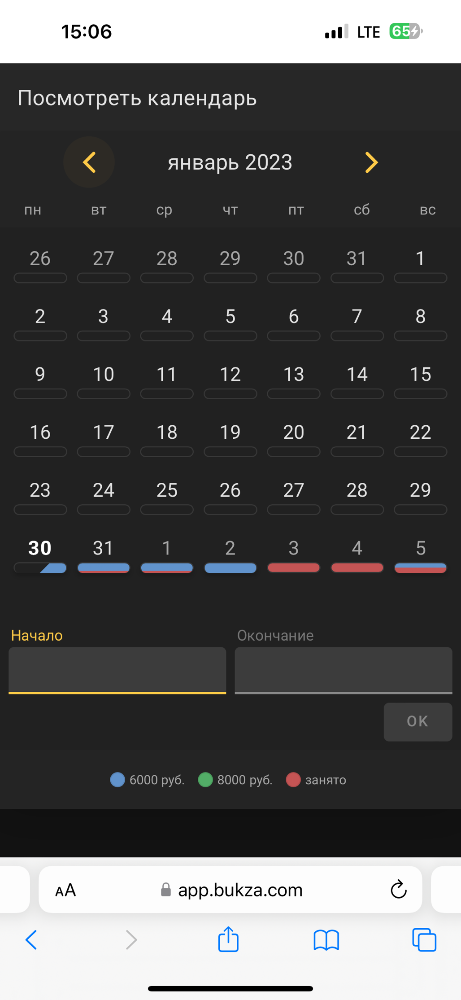 15:06 LTE 65
Посмотреть календарь
январь 2023
пн вт ср чт пт сб вс
26 27 28 29 30 31 1
2 3 4 5 6 7 8
9 10 11 12 13 14 15
16 17 18 19 20 21 22
23 24 25 26 27 28 29
30 31 1 2 3 4 5
Начало Окончание
OK
6000 руб. 8000 руб. занято
AA app.bukza.com